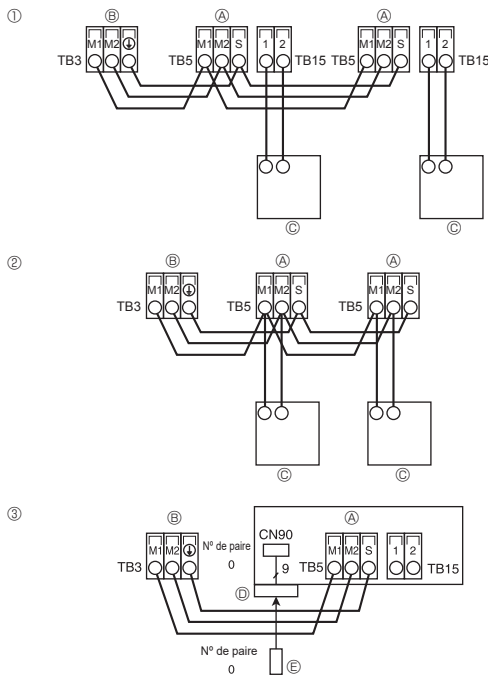 ①
Ⓑ Ⓐ Ⓐ
M1 M2 M1 M2 S 1 2 M1 M2 S 1 2
TB3 TB5 TB15 TB5 TB15
Ⓒ Ⓒ
②
Ⓑ Ⓐ Ⓐ
M1 M2 M1 M2 S M1 M2 S
TB3 TB5 TB5
Ⓒ Ⓒ
③
Ⓑ Ⓐ
CN90
M1 M2 N° de paire M1 M2 S 1 2
TB3 0 9 TB5 TB15
Ⓓ
N° de paire
0 Ⓔ